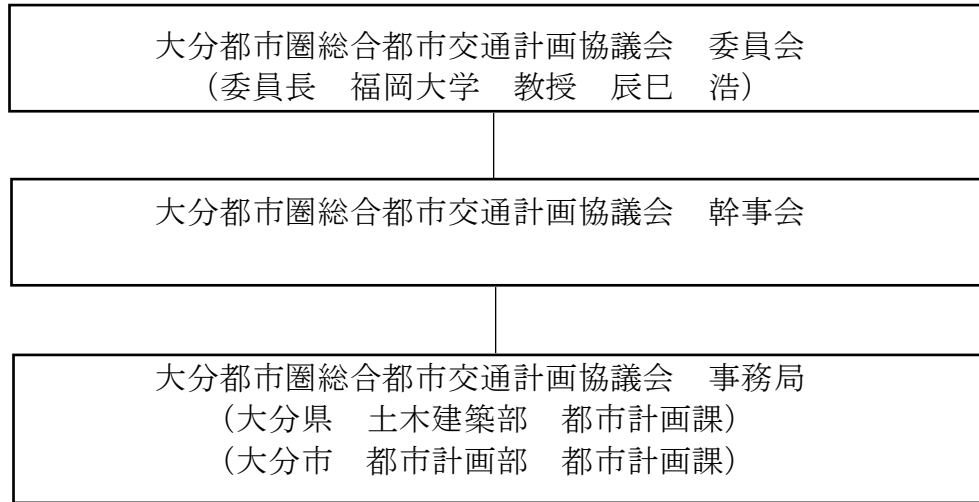 大分都市圏総合都市交通計画協議会　委員会
（委員長　福岡大学　教授　辰巳　浩）
大分都市圏総合都市交通計画協議会　幹事会
大分都市圏総合都市交通計画協議会　事務局
（大分県　土木建築部　都市計画課）
（大分市　都市計画部　都市計画課）